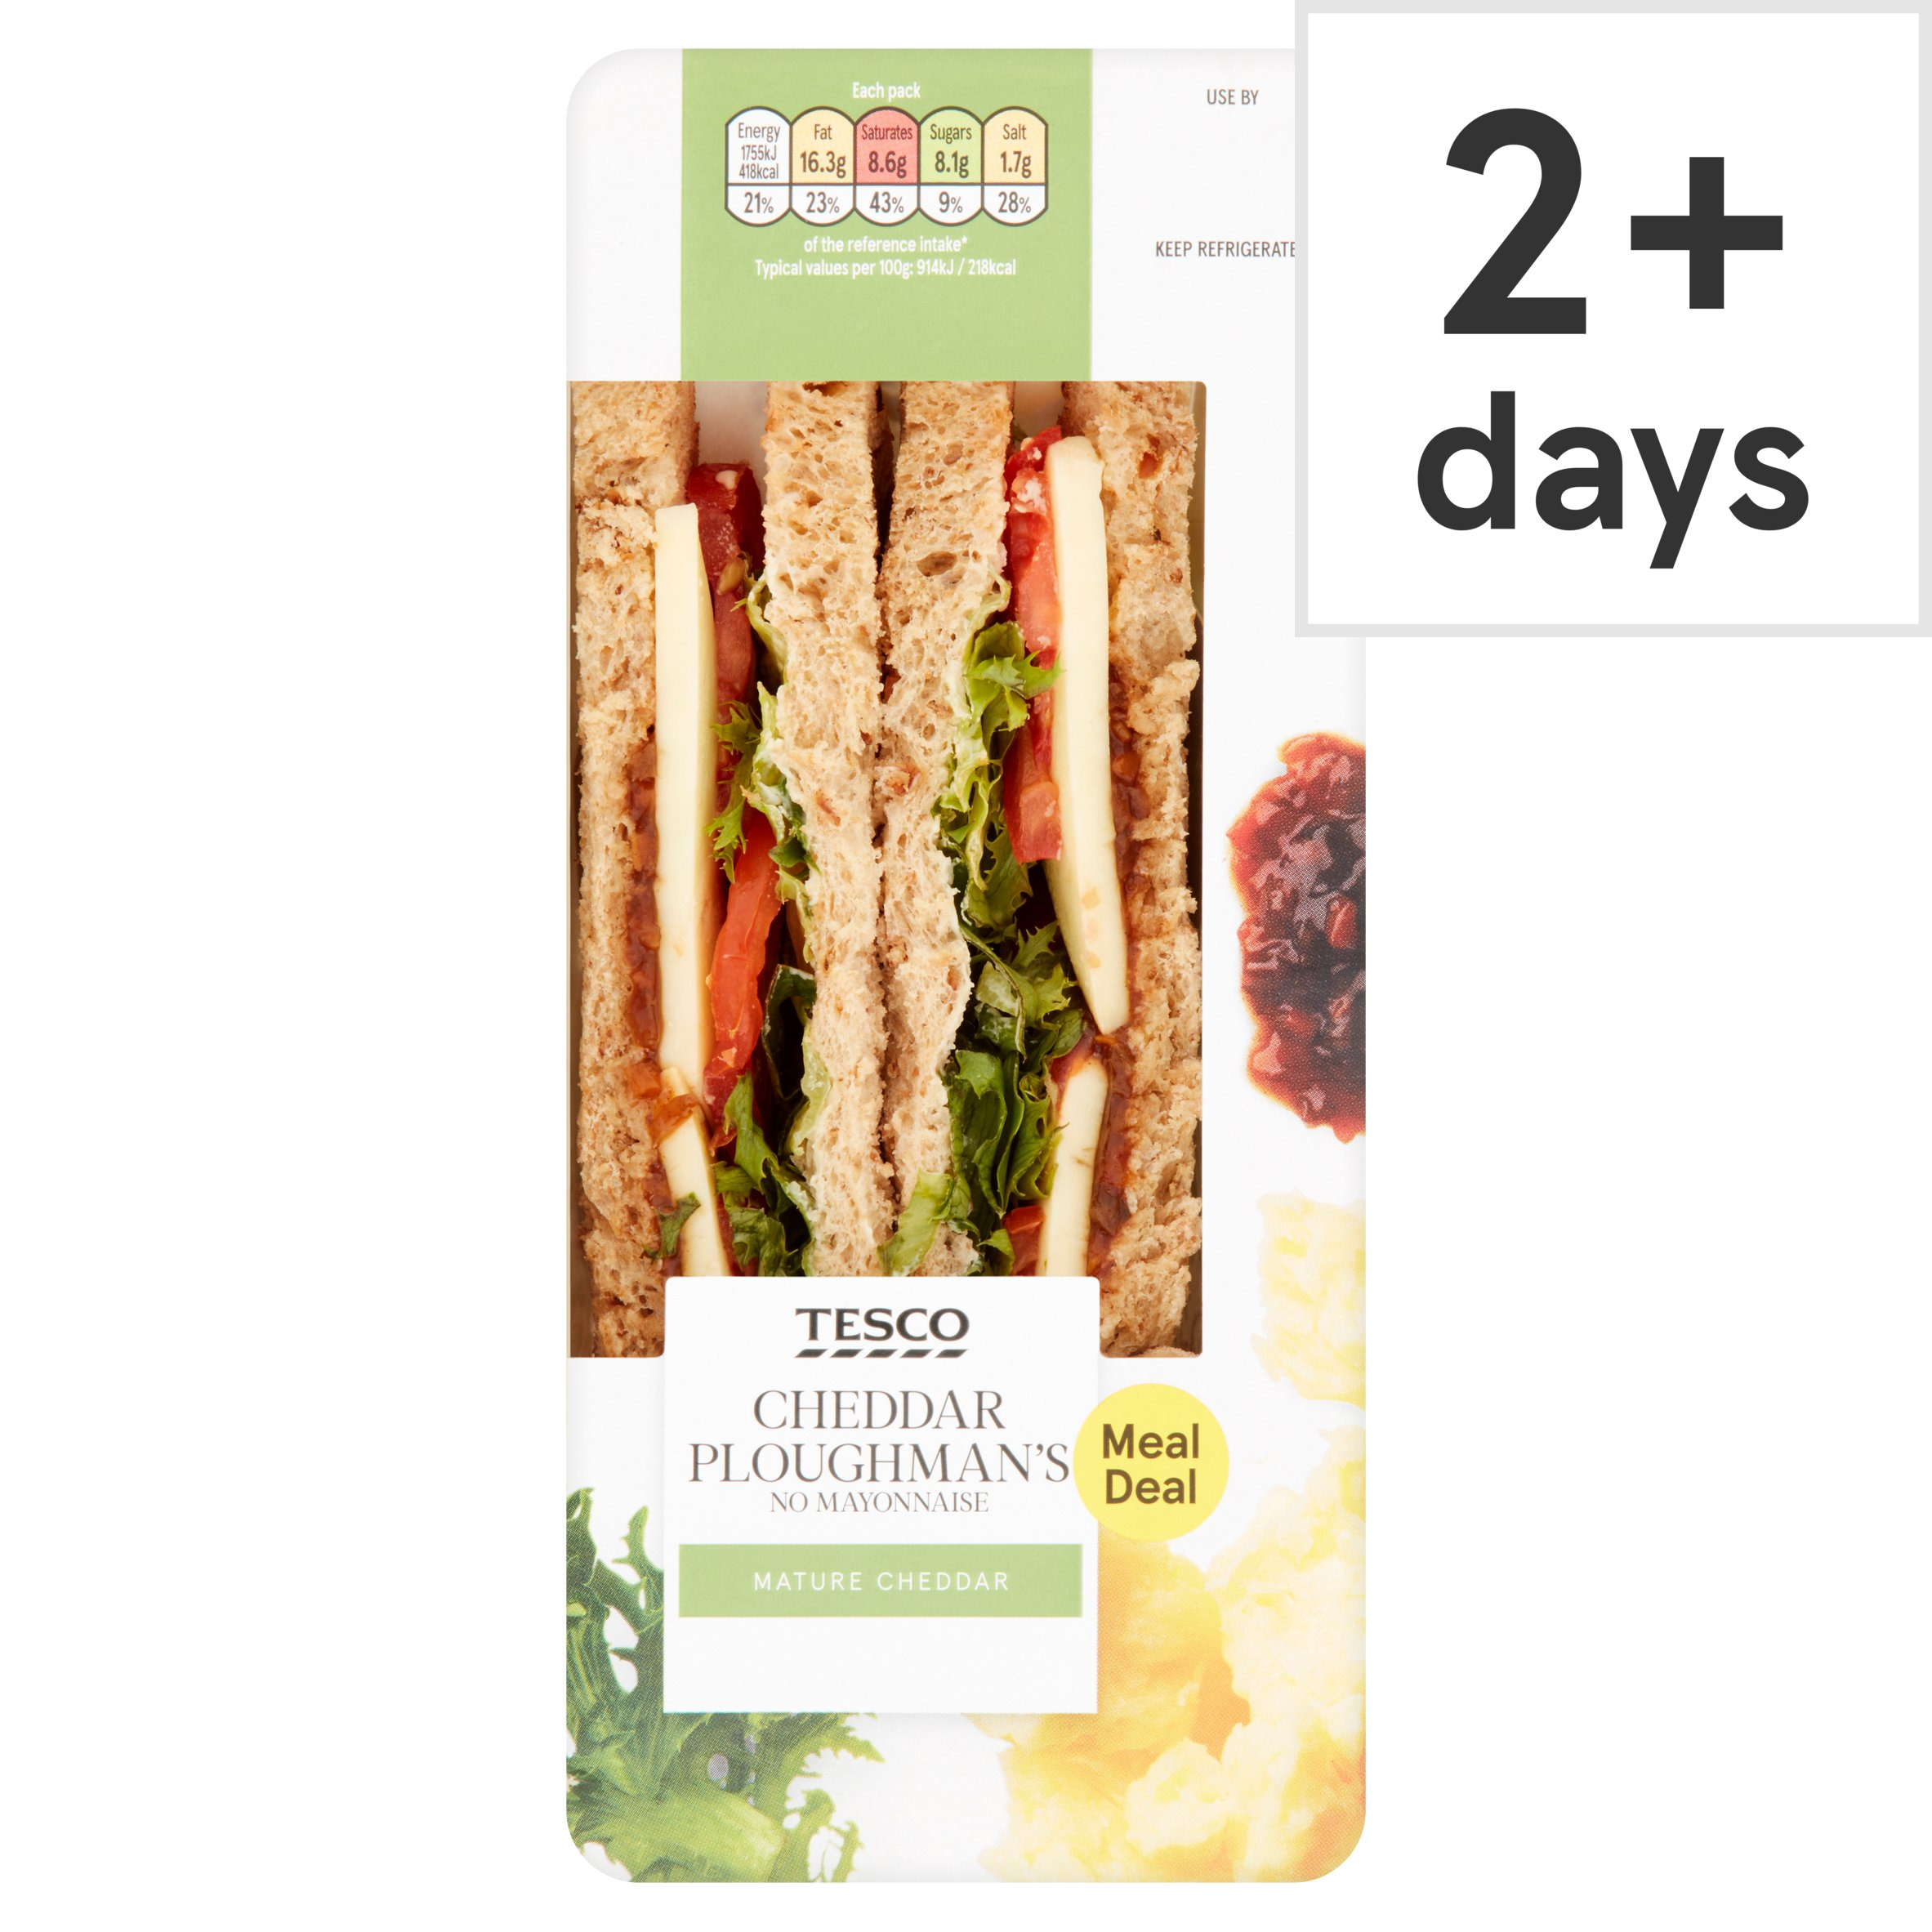 Each pack
Energy 1755kJ 418kcal 21%
Fat 16.3g 23%
Saturates 8.6g 43%
Sugars 8.1g 9%
Salt 1.7g 28%
of the reference intake*
Typical values per 100g: 914kJ / 218kcal
USE BY
KEEP REFRIGERATE
2+
days
TESCO
CHEDDAR
PLOUGHMAN'S
NO MAYONNAISE
MATURE CHEDDAR
Meal
Deal